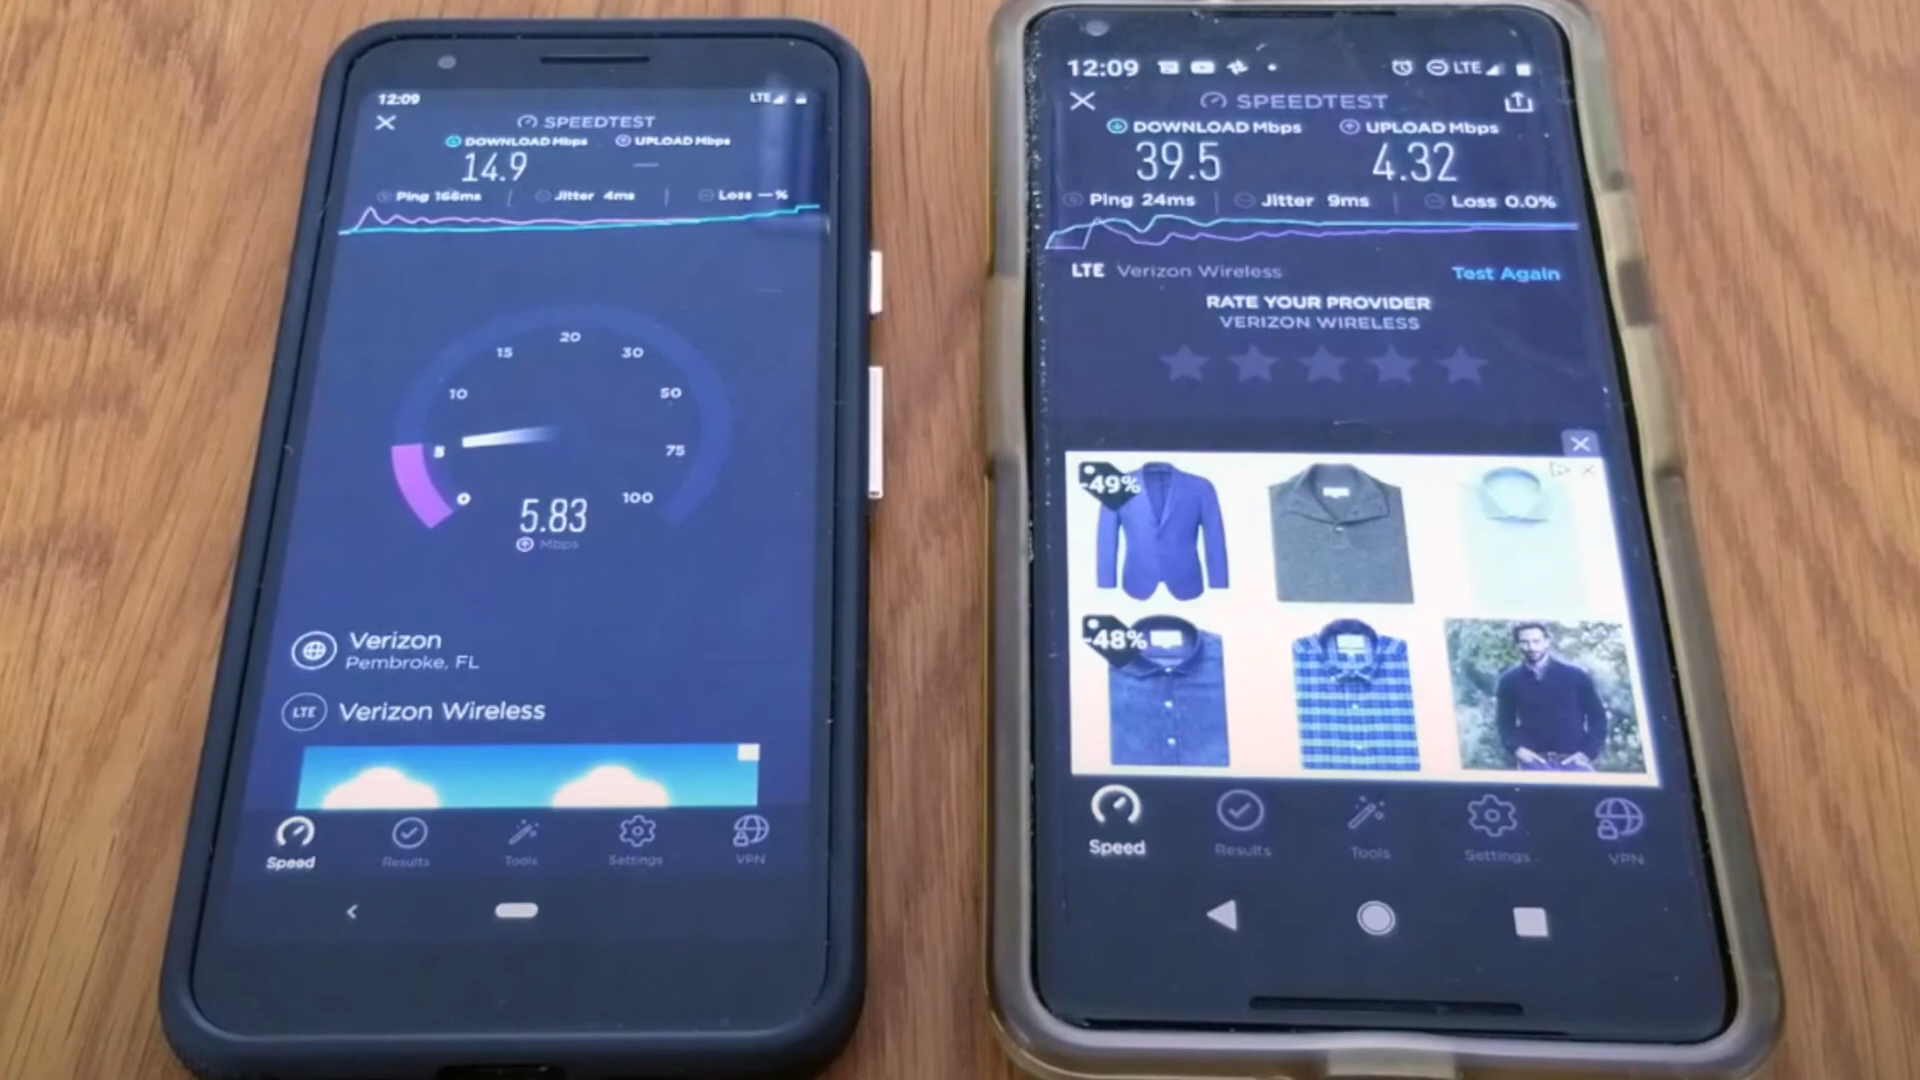 12:09 LTE
SPEEDTEST
DOWNLOAD Mbps UPLOAD Mbps
14.9 —
Ping 166ms Jitter 4ms Loss — %
20
15 30
10 50
5 75
0 100
5.83
Mbps
Verizon
Pembroke, FL
LTE Verizon Wireless
Speed Results Tools Settings VPN
12:09 LTE
SPEEDTEST
DOWNLOAD Mbps UPLOAD Mbps
39.5 4.32
Ping 24ms Jitter 9ms Loss 0.0%
LTE Verizon Wireless Test Again
RATE YOUR PROVIDER
VERIZON WIRELESS
-49%
-48%
Speed Results Tools Settings VPN